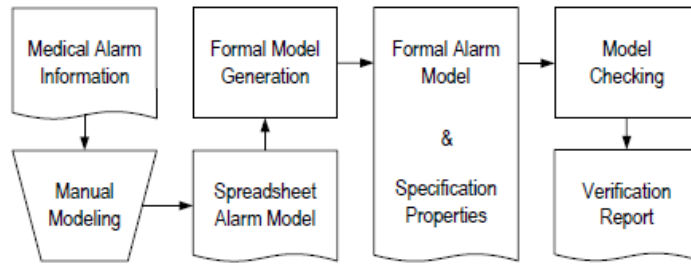 Medical Alarm
Information
Manual
Modeling
Spreadsheet
Alarm Model
Formal Model
Generation
Formal Alarm
Model
&
Specification
Properties
Model
Checking
Verification
Report